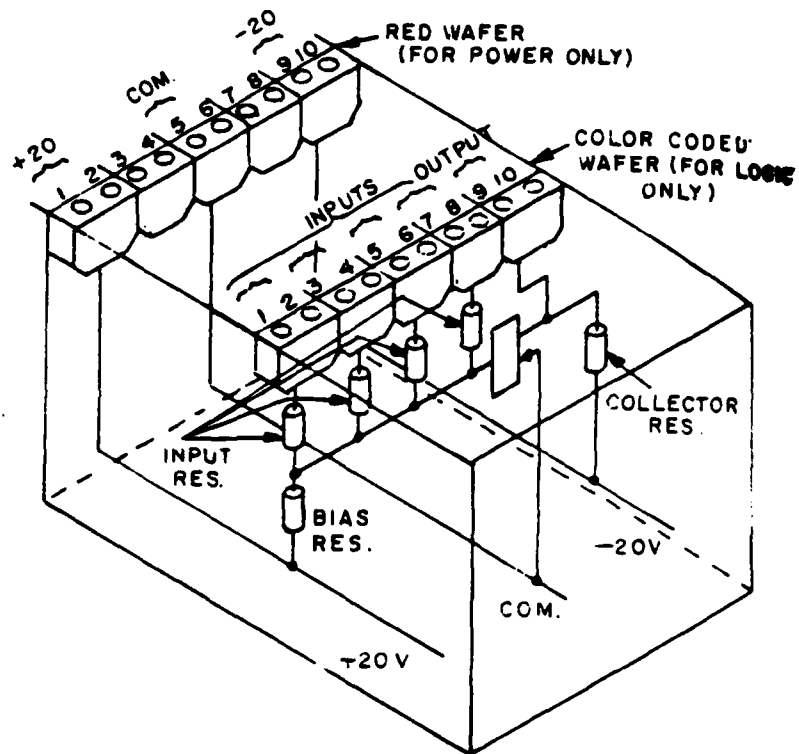 -20
RED WAFER
(FOR POWER ONLY)
COM.
+20
1 2 3 4 5 6 7 8 9 10
COLOR CODED
WAFER (FOR LOGIC
ONLY)
OUTPUT
INPUTS
1 2 3 4 5 6 7 8 9 10
COLLECTOR
RES.
INPUT
RES.
BIAS
RES.
-20V
COM.
+20V